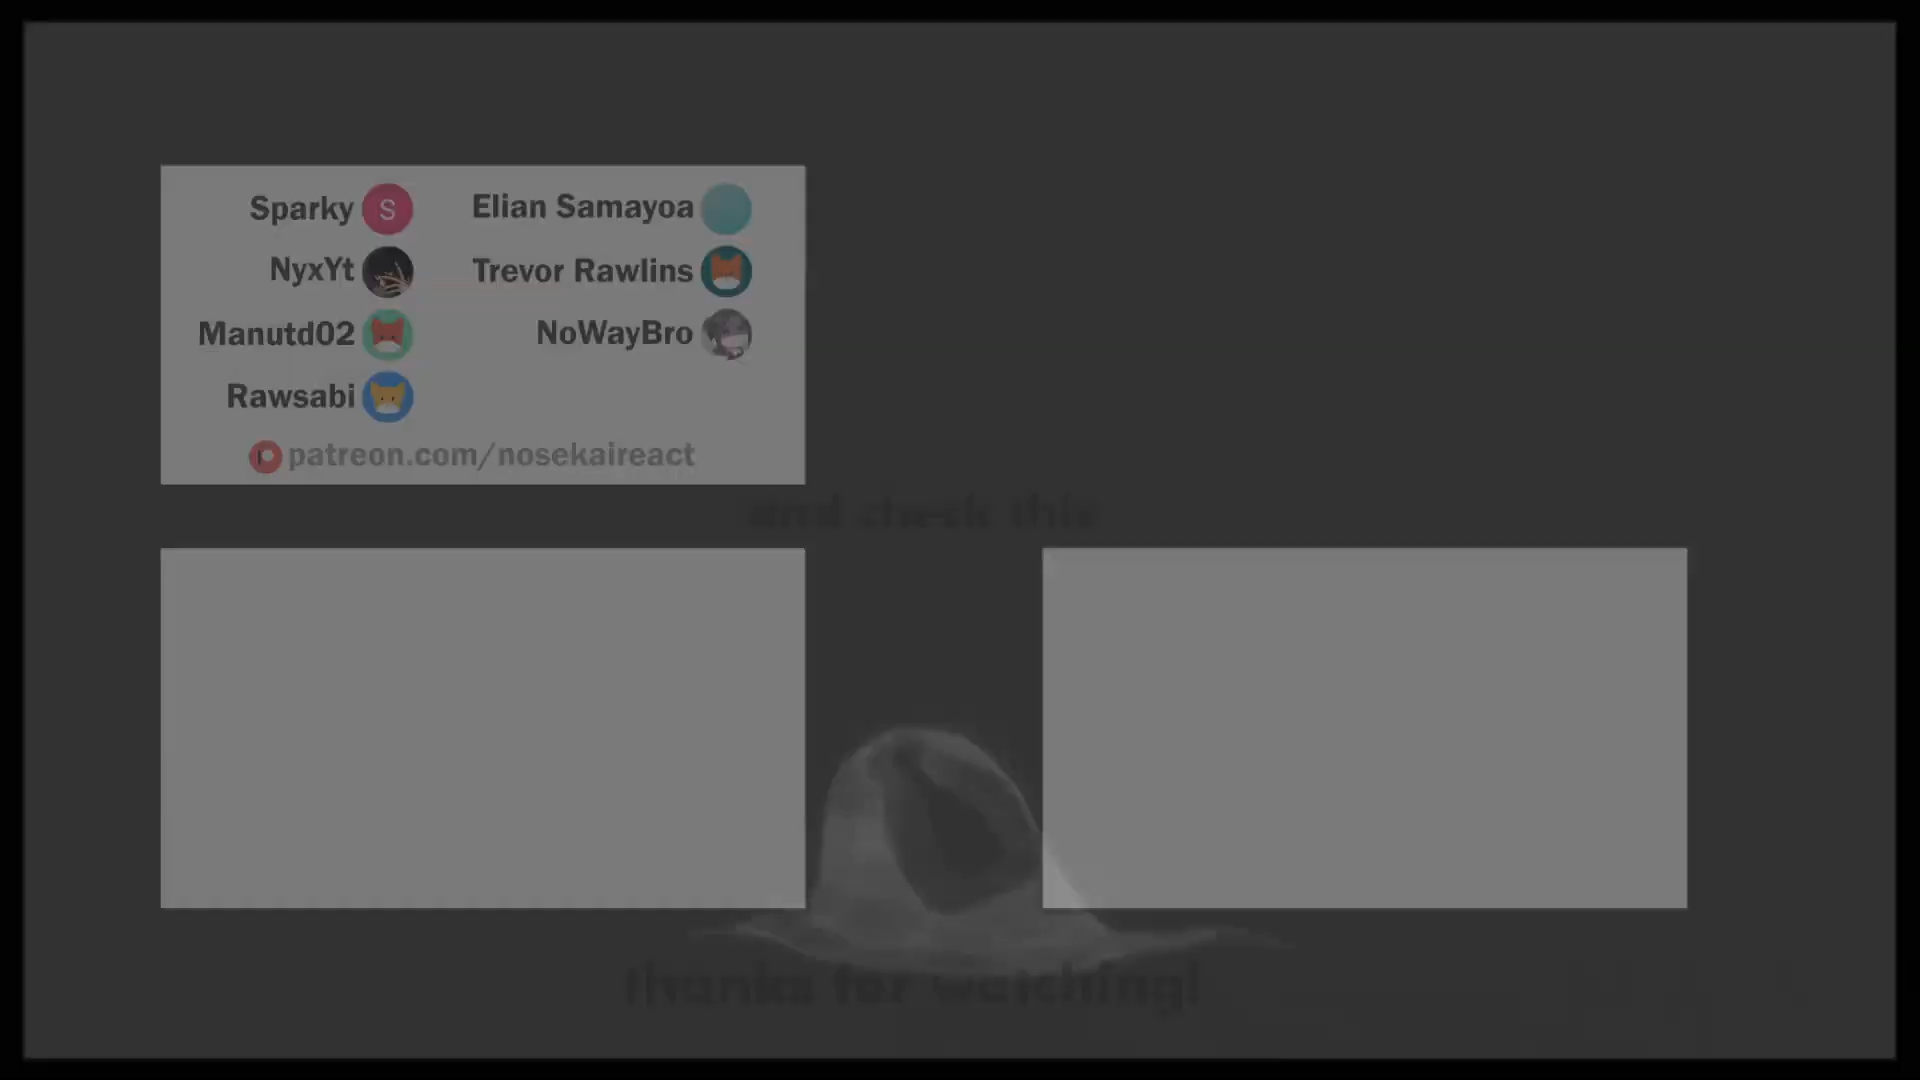 Sparky S Elian Samayoa
NyxYt Trevor Rawlins
Manutd02 NoWayBro
Rawsabi
patreon.com/nosekaireact
and check this
thanks for watching!